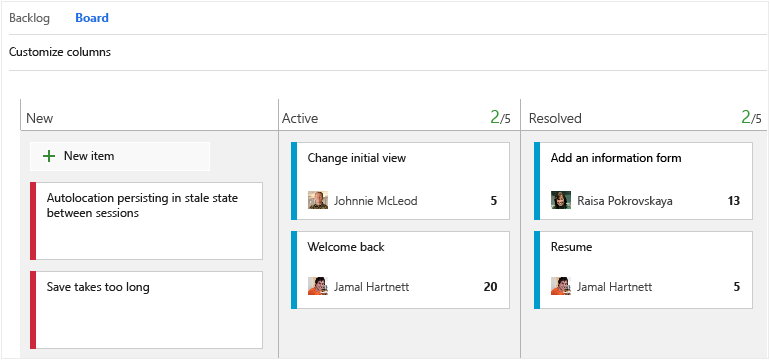 Backlog Board
Customize columns
New
Active 2/5
Resolved 2/5
+ New item
Autolocation persisting in stale state
between sessions
Save takes too long
Change initial view
Johnnie McLeod 5
Welcome back
Jamal Hartnett 20
Add an information form
Raisa Pokrovskaya 13
Resume
Jamal Hartnett 5